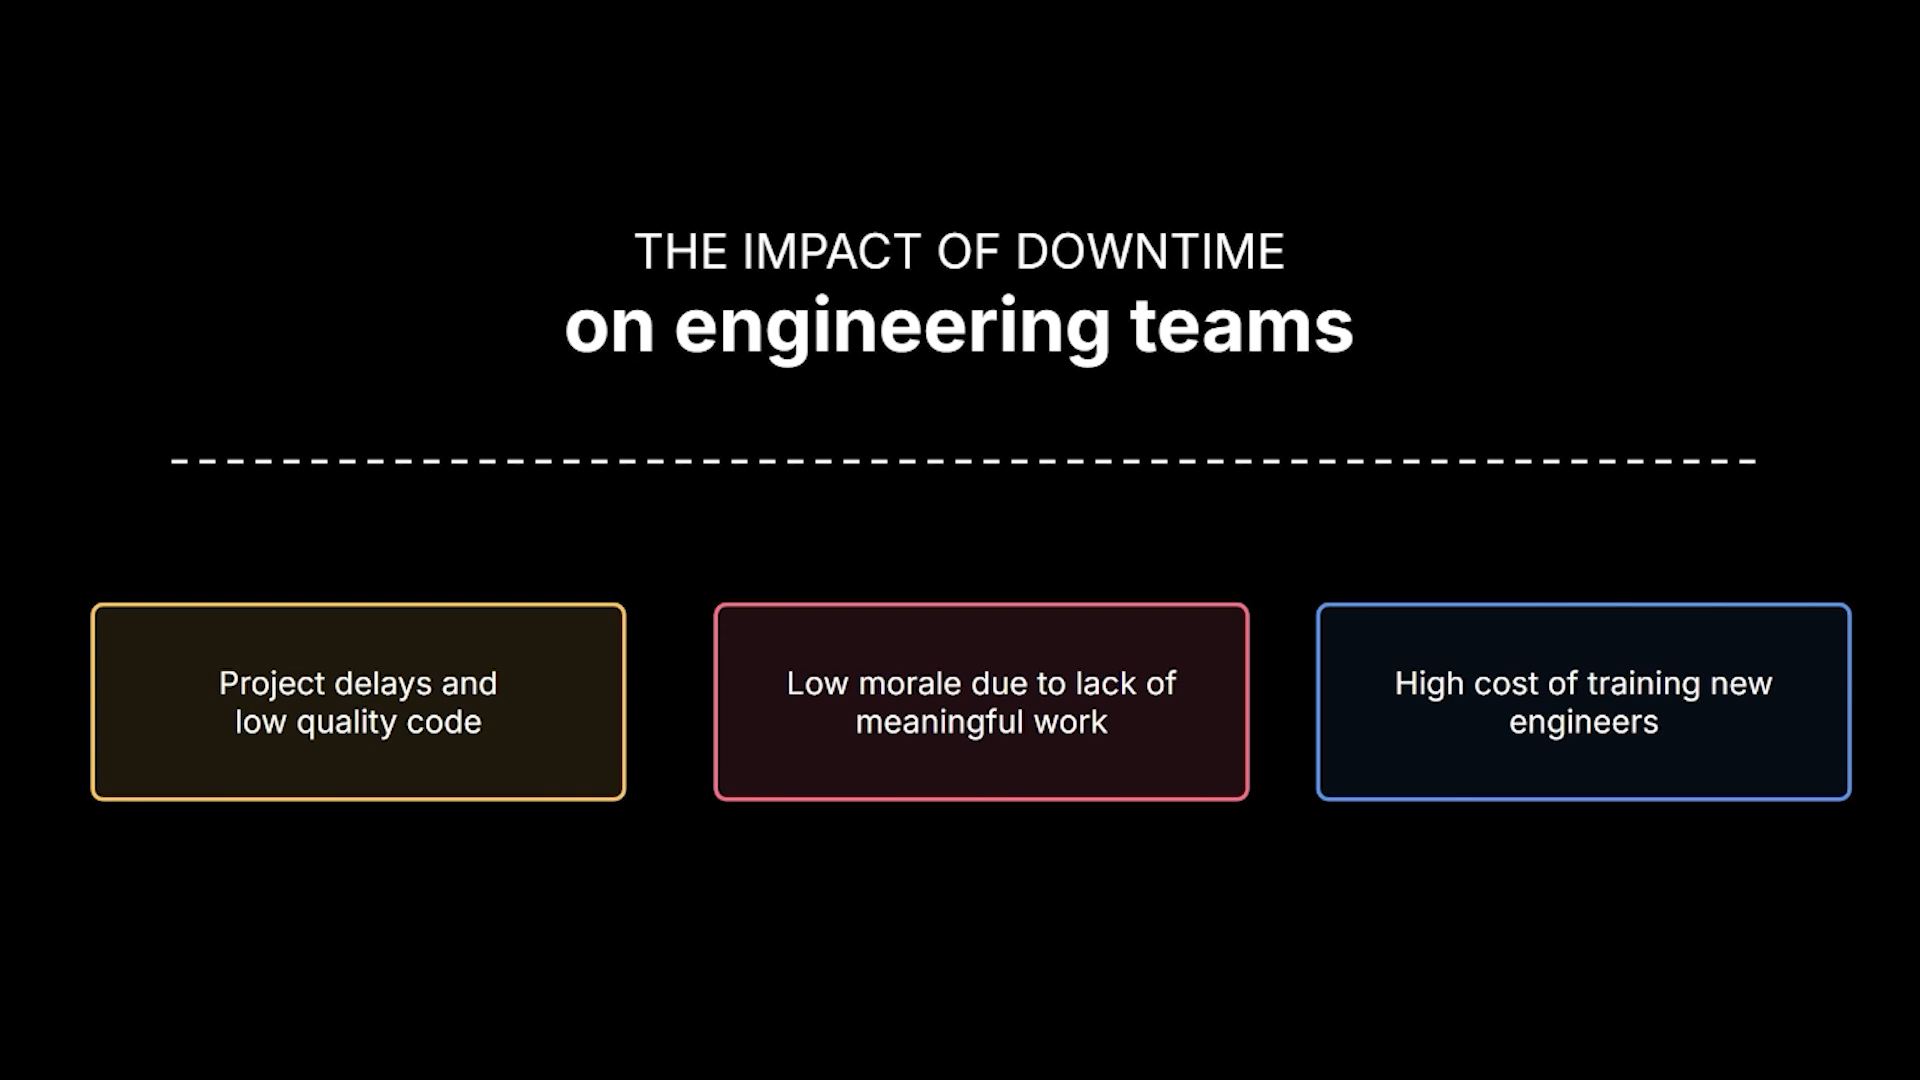 THE IMPACT OF DOWNTIME
on engineering teams
Project delays and
low quality code
Low morale due to lack of
meaningful work
High cost of training new
engineers